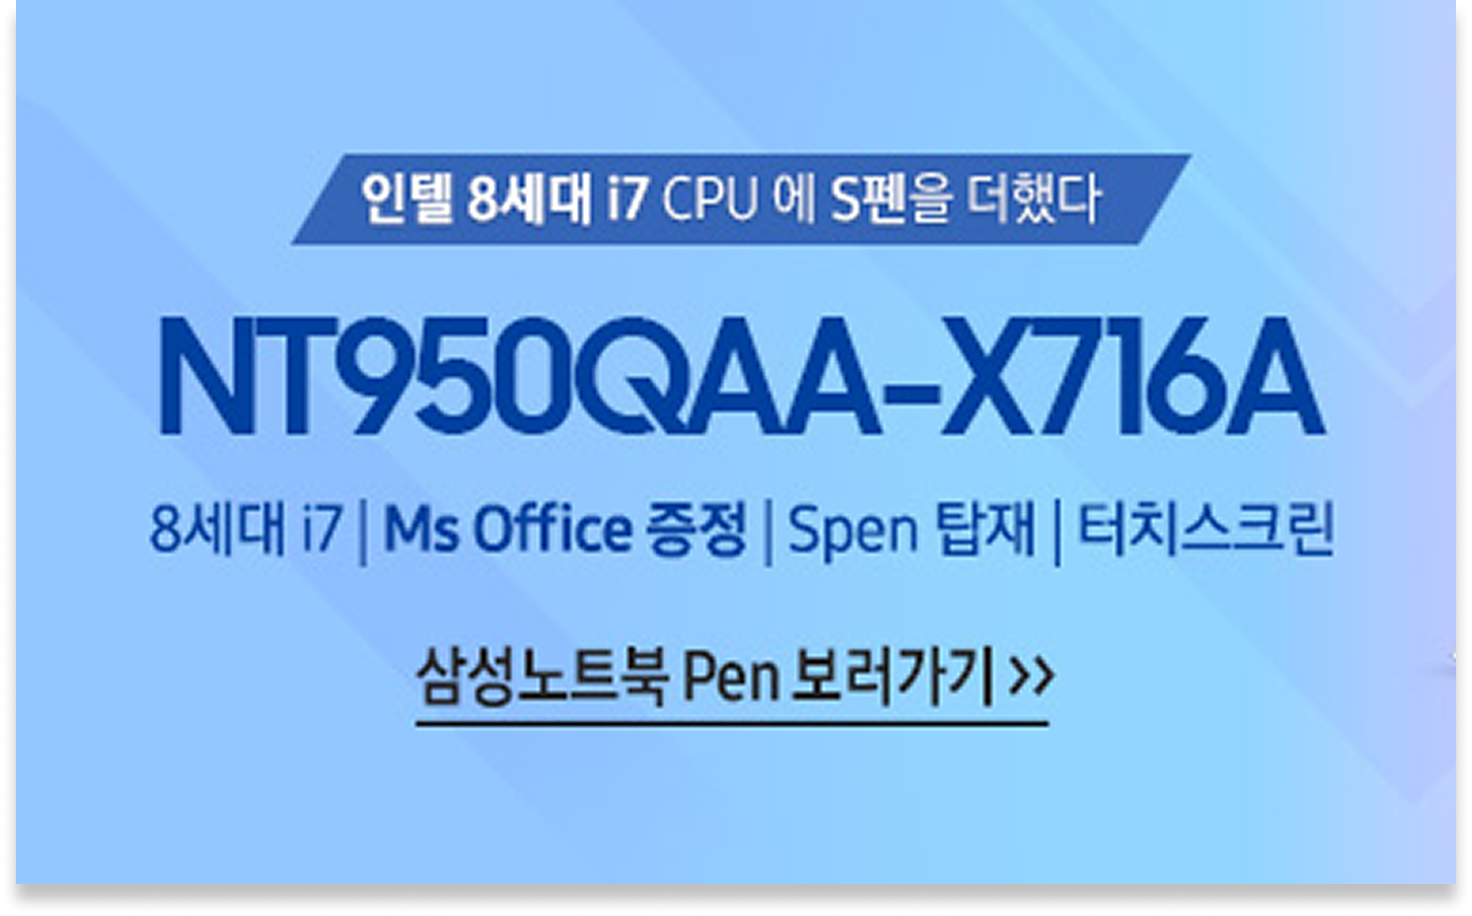 인텔 8세대 i7 CPU 에 S펜을 더했다
NT950QAA-X716A
8세대 i7 | Ms Office 증정 | Spen 탑재 | 터치스크린
삼성노트북 Pen 보러가기 >>